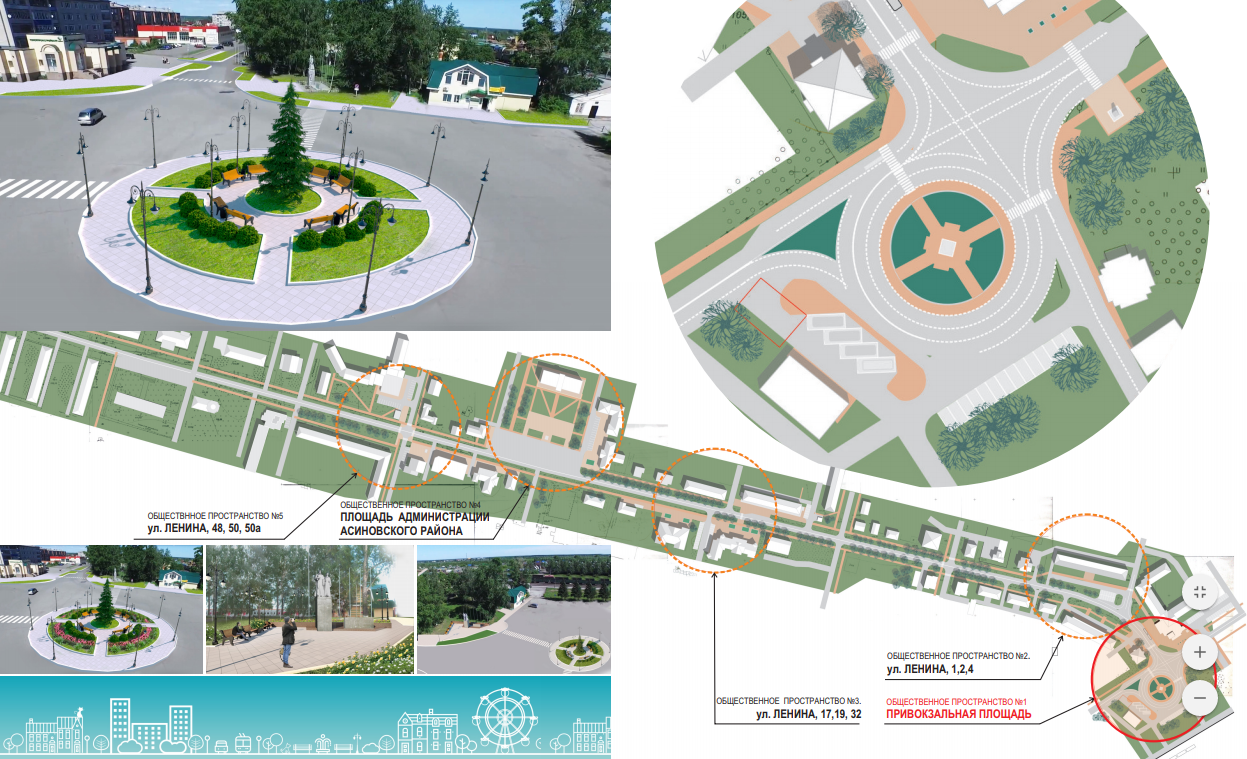 ОБЩЕСТВННОЕ ПРОСТРАНСТВО №5
ул. ЛЕНИНА, 48, 50, 50а
ОБЩЕСТВЕННОЕ ПРОСТРАНСТВО №4
ПЛОЩАДЬ АДМИНИСТРАЦИИ
АСИНОВСКОГО РАЙОНА
ОБЩЕСТВЕННОЕ ПРОСТРАНСТВО №3.
ул. ЛЕНИНА, 17,19, 32
ОБЩЕСТВЕННОЕ ПРОСТРАНСТВО №2.
ул. ЛЕНИНА, 1,2,4
ОБЩЕСТВЕННОЕ ПРОСТРАНСТВО №1
ПРИВОКЗАЛЬНАЯ ПЛОЩАДЬ